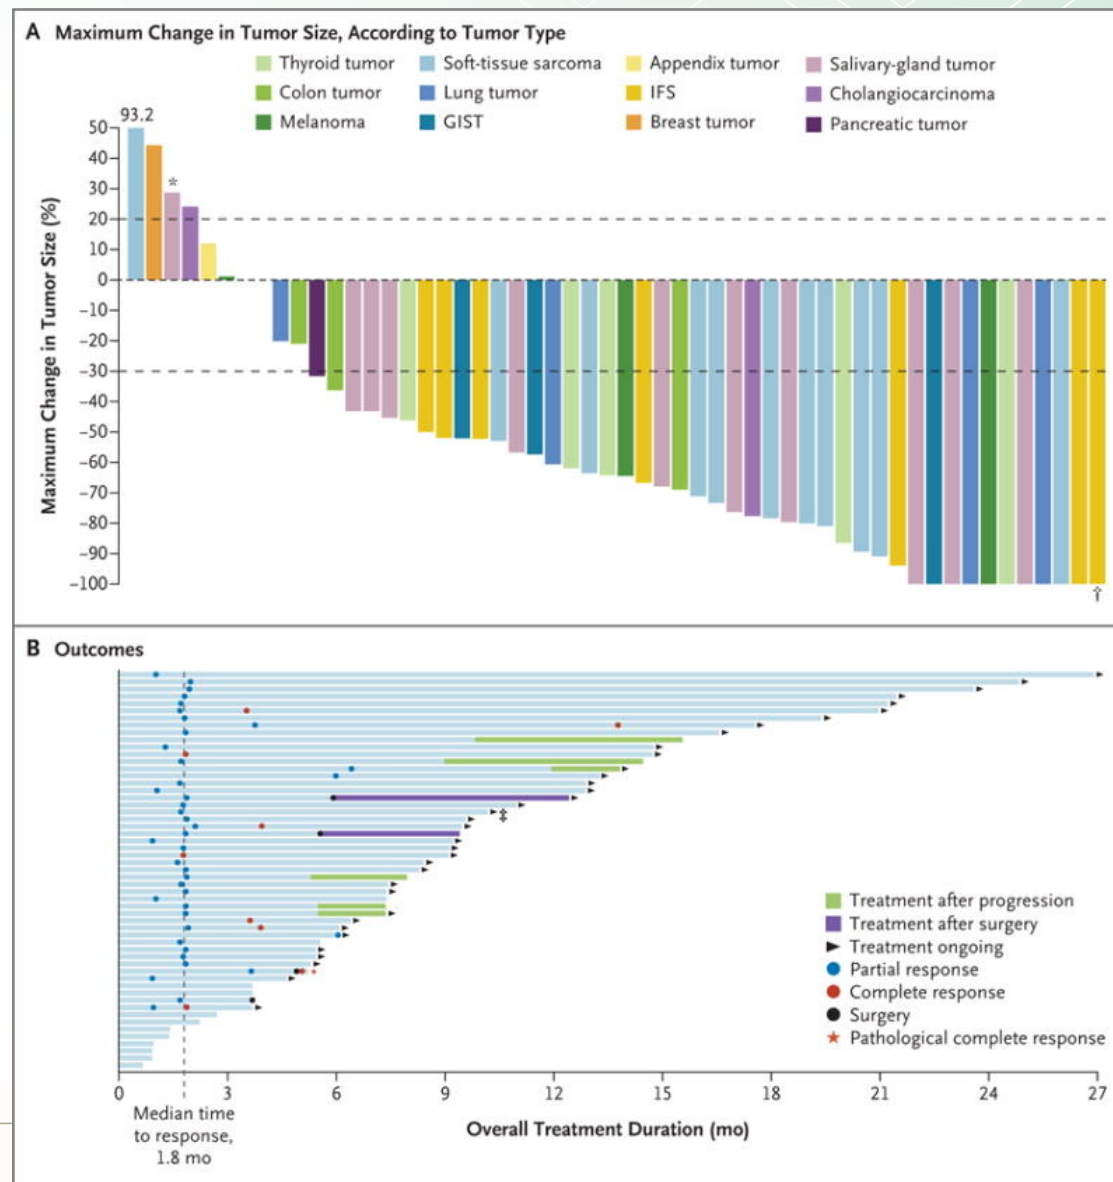 A Maximum Change in Tumor Size, According to Tumor Type
Thyroid tumor Soft-tissue sarcoma Appendix tumor Salivary-gland tumor
Colon tumor Lung tumor IFS Cholangiocarcinoma
Melanoma GIST Breast tumor Pancreatic tumor
93.2
*
Maximum Change in Tumor Size (%)
50
40
30
20
10
0
−10
−20
−30
−40
−50
−60
−70
−80
−90
−100
†
B Outcomes
‡
Treatment after progression
Treatment after surgery
Treatment ongoing
Partial response
Complete response
Surgery
Pathological complete response
0 3 6 9 12 15 18 21 24 27
Median time
to response,
1.8 mo
Overall Treatment Duration (mo)